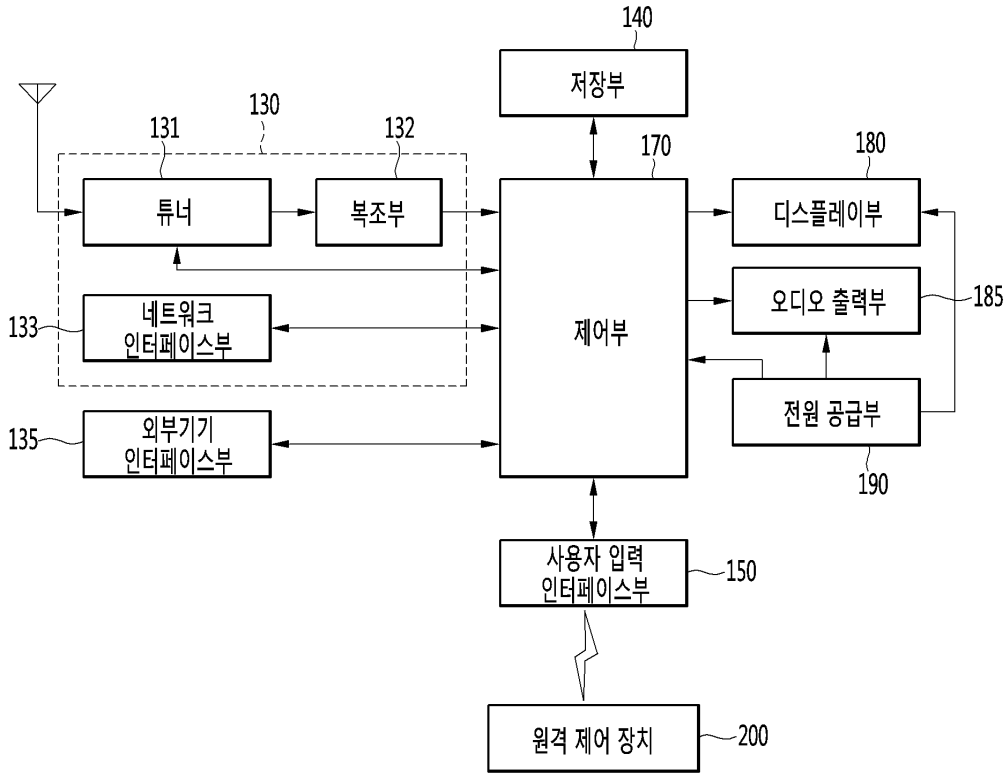 140
저장부
130
131
132
170
180
튜너
복조부
디스플레이부
185
오디오 출력부
133
네트워크
인터페이스부
제어부
135
외부기기
인터페이스부
전원 공급부
190
사용자 입력
인터페이스부
150
원격 제어 장치
200